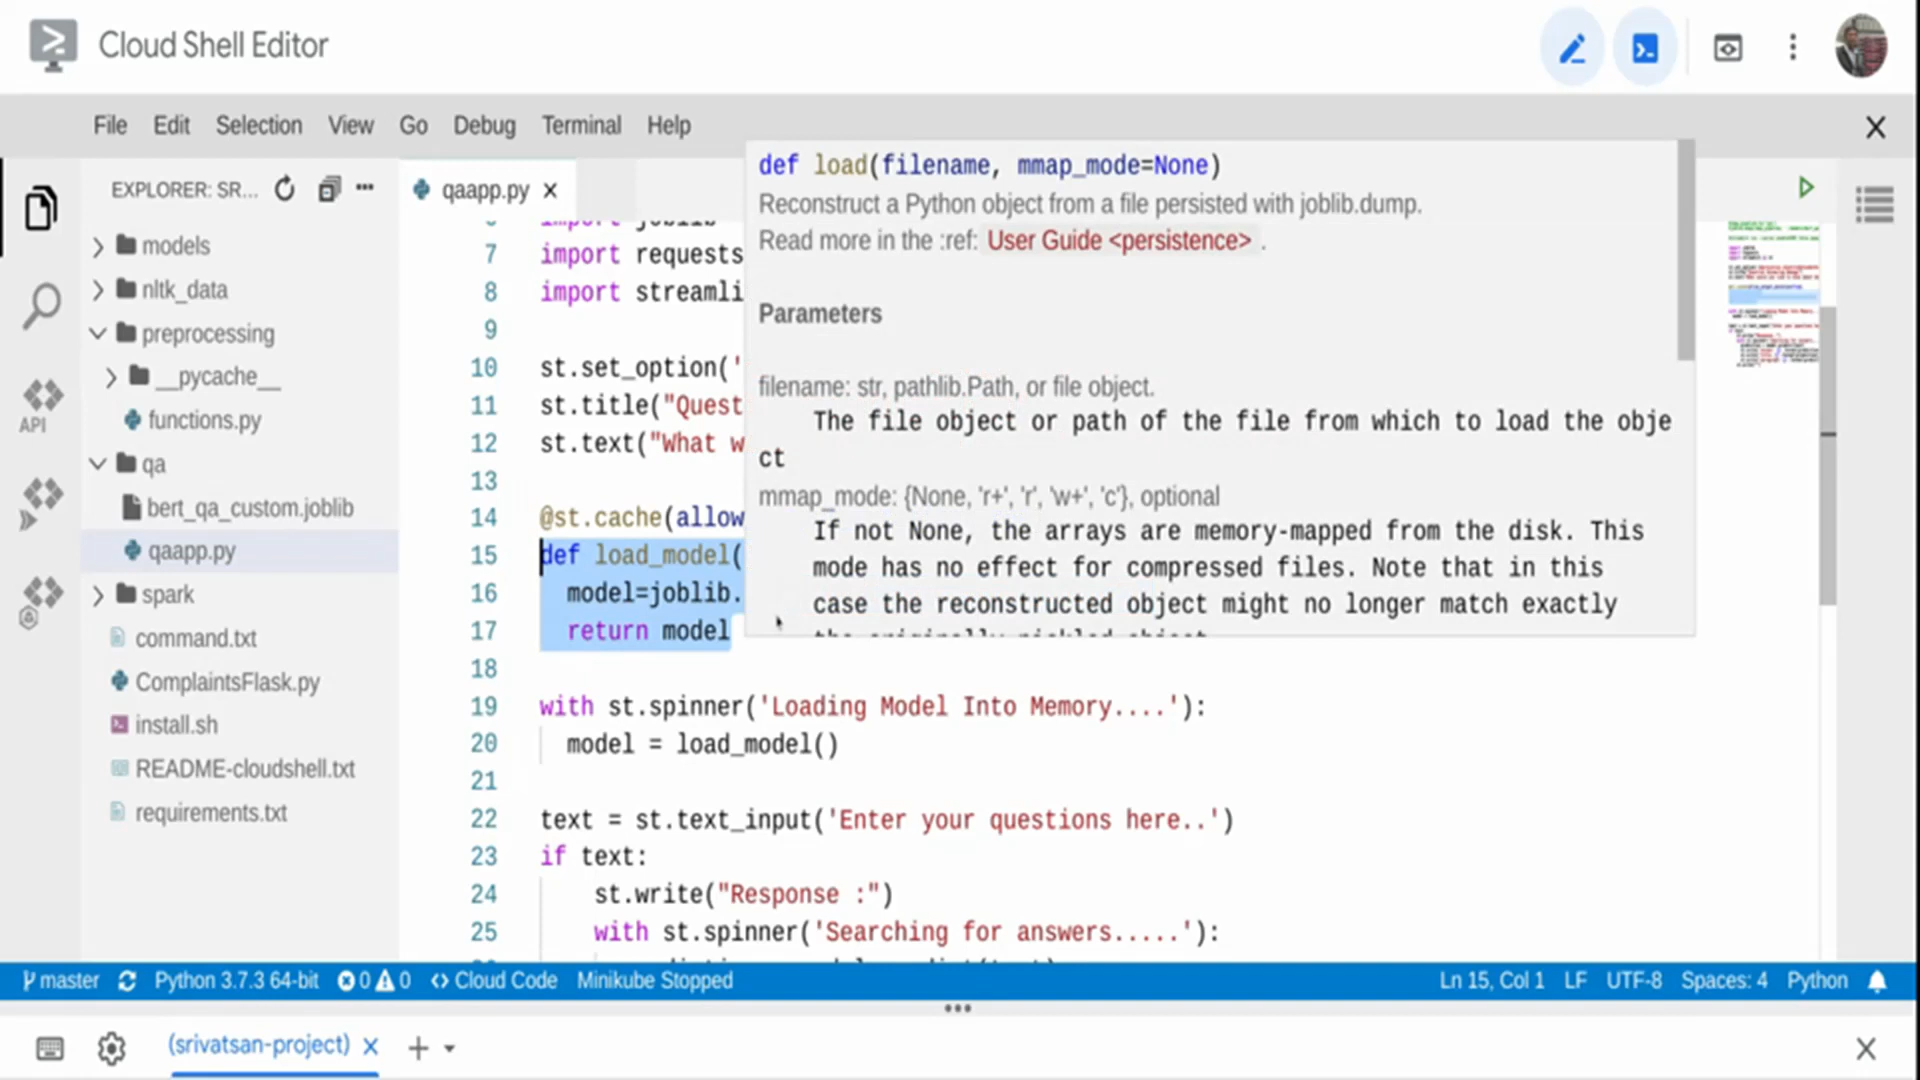 Cloud Shell Editor
File Edit Selection View Go Debug Terminal Help
EXPLORER: SR...
models
nltk_data
preprocessing
__pycache__
functions.py
qa
bert_qa_custom.joblib
qaapp.py
spark
command.txt
ComplaintsFlask.py
install.sh
README-cloudshell.txt
requirements.txt
API
qaapp.py
import joblib
7 import requests
8 import streamli
9
10 st.set_option('
11 st.title("Quest
12 st.text("What w
13
14 @st.cache(allow
15 def load_model(
16 model=joblib.
17 return model
18
19 with st.spinner('Loading Model Into Memory....'):
20 model = load_model()
21
22 text = st.text_input('Enter your questions here..')
23 if text:
24 st.write("Response :")
25 with st.spinner('Searching for answers.....'):
def load(filename, mmap_mode=None)
Reconstruct a Python object from a file persisted with joblib.dump.
Read more in the :ref: User Guide <persistence> .
Parameters
filename: str, pathlib.Path, or file object.
The file object or path of the file from which to load the obje
ct
mmap_mode: {None, 'r+', 'r', 'w+', 'c'}, optional
If not None, the arrays are memory-mapped from the disk. This
mode has no effect for compressed files. Note that in this
case the reconstructed object might no longer match exactly
the originally pickled object
master Python 3.7.3 64-bit 0 0 Cloud Code Minikube Stopped Ln 15, Col 1 LF UTF-8 Spaces: 4 Python
(srivatsan-project)